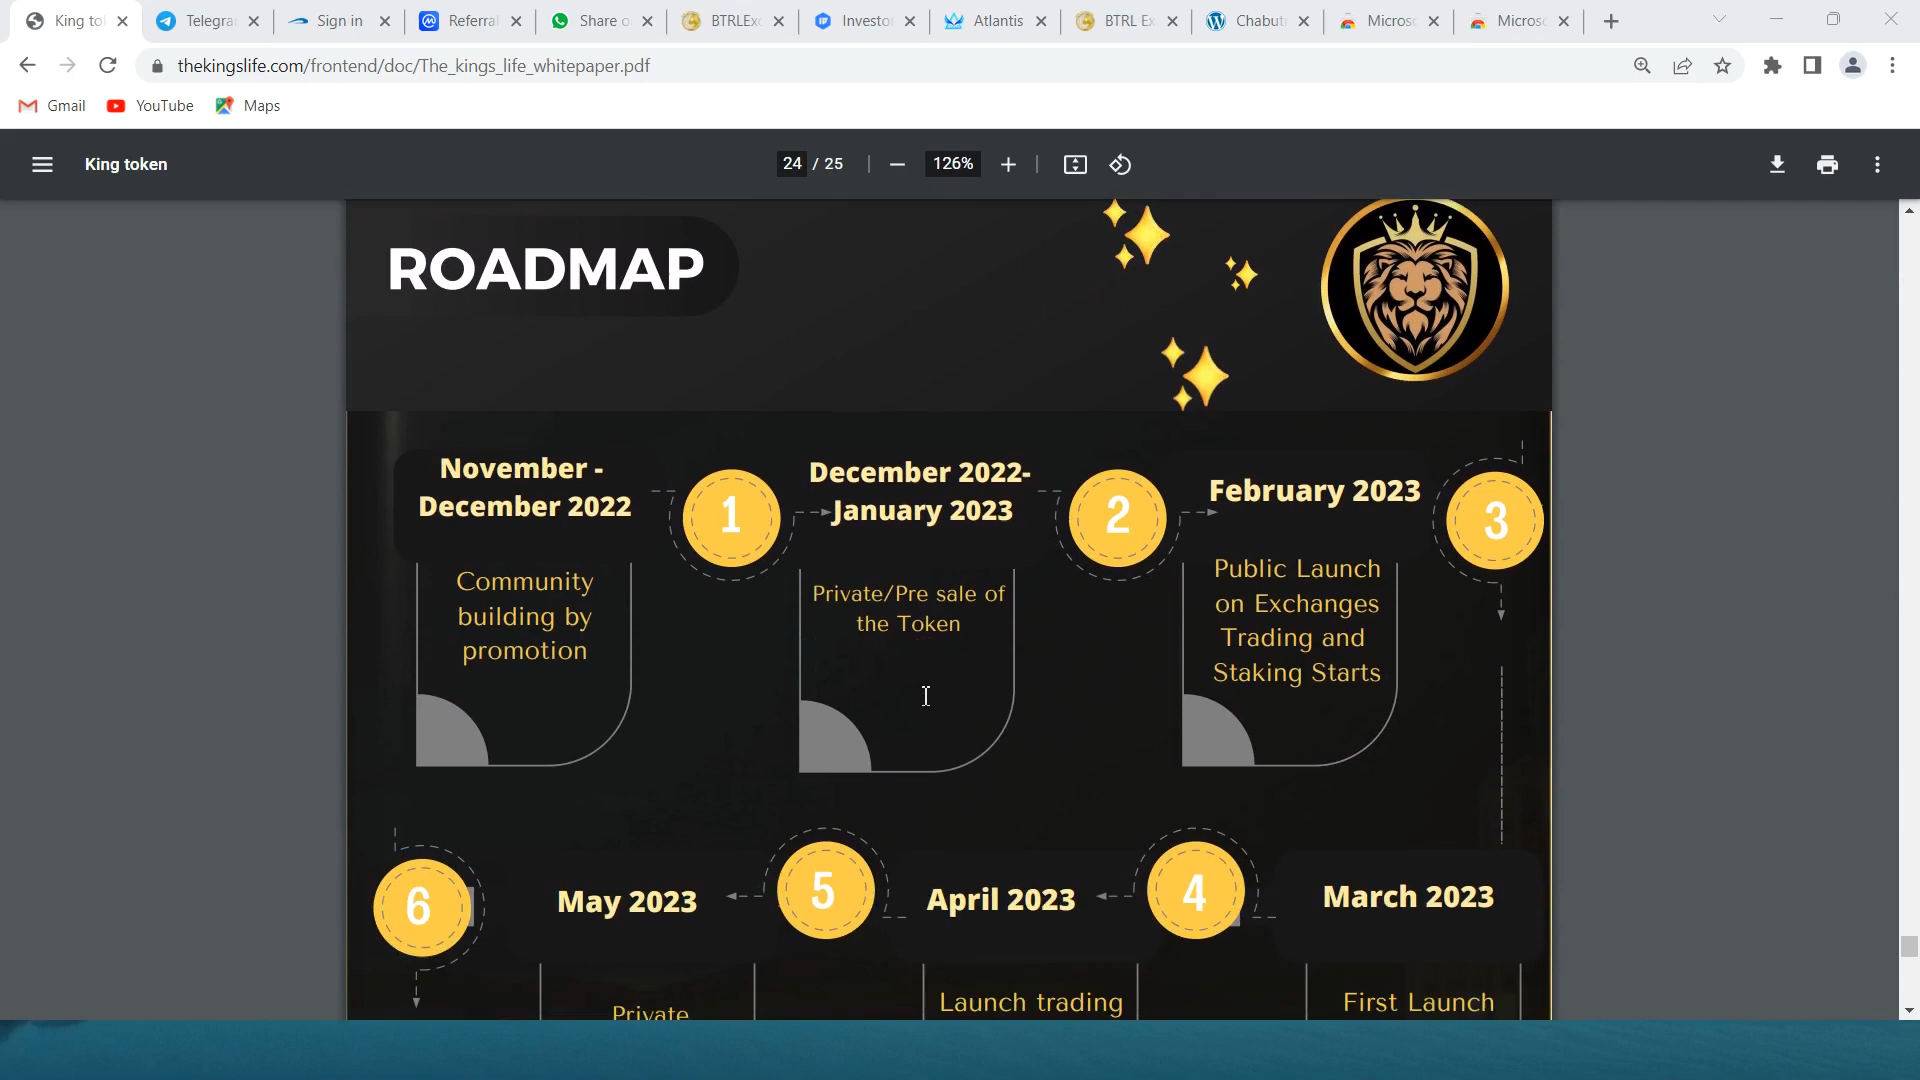 King to
Telegra
Sign in
Referral
Share o
BTRLExc
Investo
Atlantis
BTRL Ex
Chabut
Micros
Micros
thekingslife.com/frontend/doc/The_kings_life_whitepaper.pdf
Gmail
YouTube
Maps
King token
24 / 25
126%
ROADMAP
November -
December 2022
1
December 2022-
January 2023
2
February 2023
3
Community
building by
promotion
Private/Pre sale of
the Token
Public Launch
on Exchanges
Trading and
Staking Starts
6
May 2023
5
April 2023
4
March 2023
Private
Launch trading
First Launch